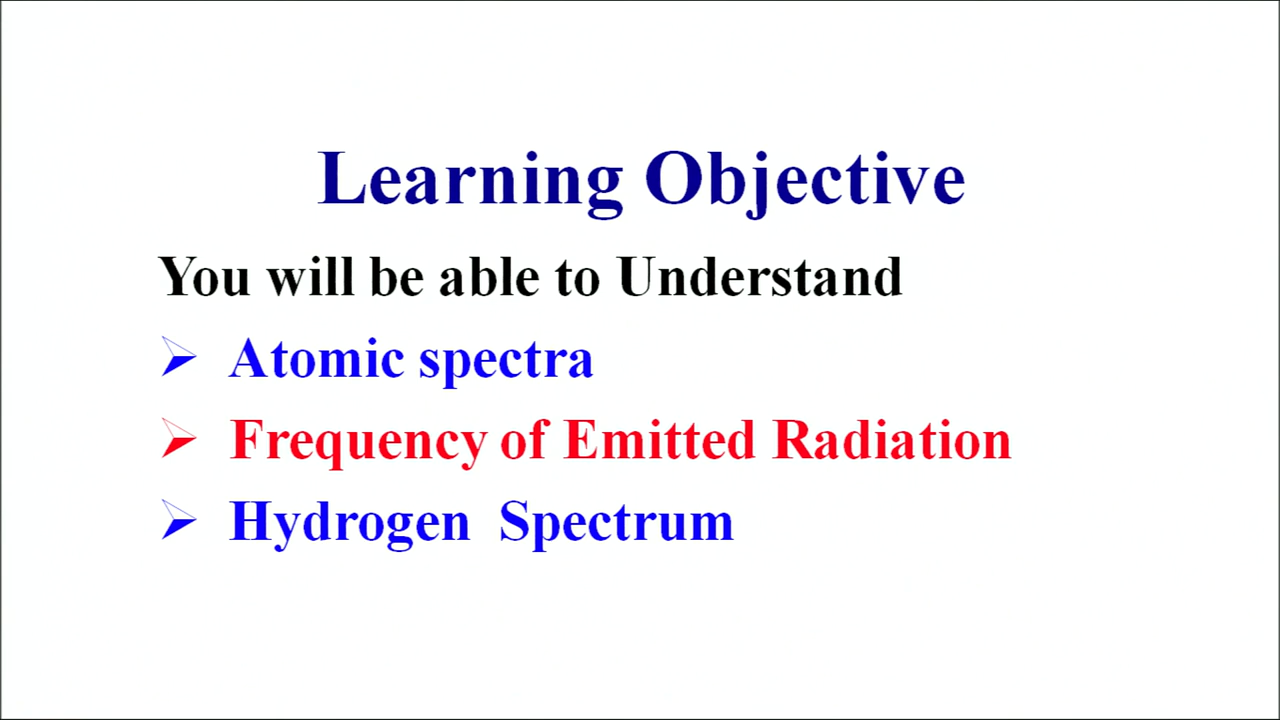 Learning Objective
You will be able to Understand
Atomic spectra
Frequency of Emitted Radiation
Hydrogen Spectrum